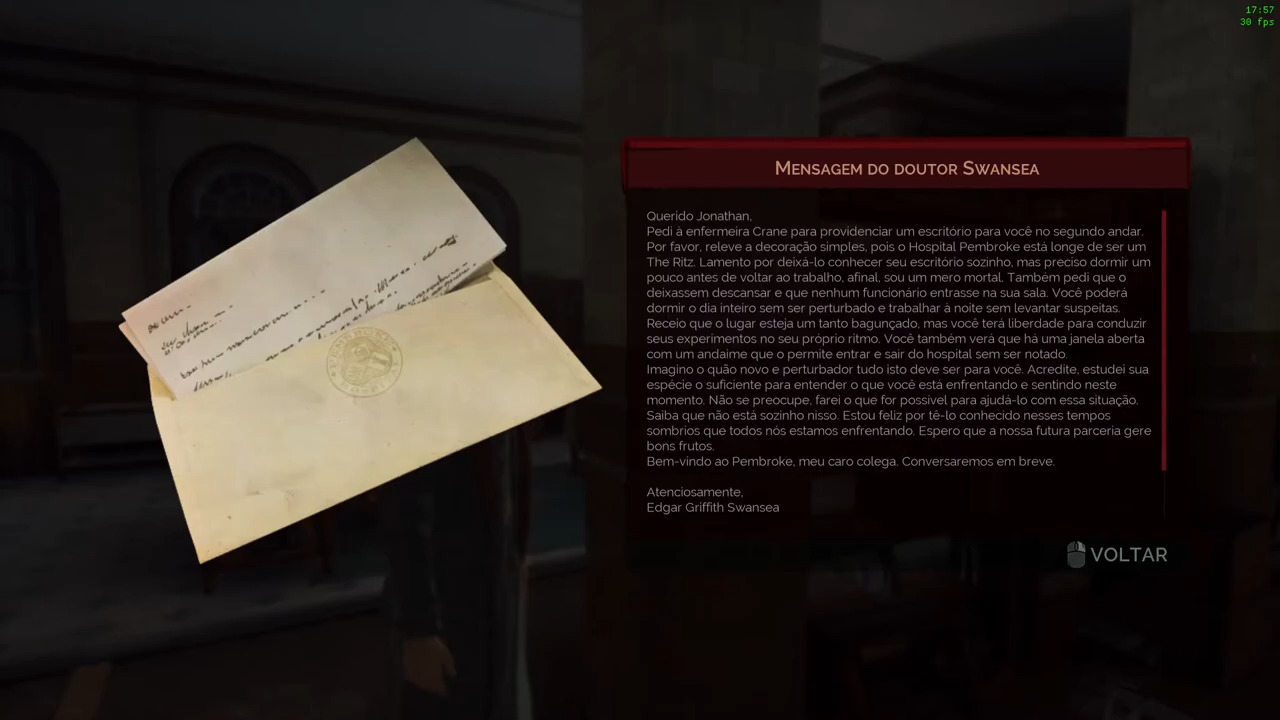 17:57
30 fps
Mensagem do doutor Swansea
Querido Jonathan,
Pedi à enfermeira Crane para providenciar um escritório para você no segundo andar.
Por favor, releve a decoração simples, pois o Hospital Pembroke está longe de ser um
The Ritz. Lamento por deixá-lo conhecer seu escritório sozinho, mas preciso dormir um
pouco antes de voltar ao trabalho, afinal, sou um mero mortal. Também pedi que o
deixassem descansar e que nenhum funcionário entrasse na sua sala. Você poderá
dormir o dia inteiro sem ser perturbado e trabalhar à noite sem levantar suspeitas.
Receio que o lugar esteja um tanto bagunçado, mas você terá liberdade para conduzir
seus experimentos no seu próprio ritmo. Você também verá que há uma janela aberta
com um andaime que o permite entrar e sair do hospital sem ser notado.
Imagino o quão novo e perturbador tudo isto deve ser para você. Acredite, estudei sua
espécie o suficiente para entender o que você está enfrentando e sentindo neste
momento. Não se preocupe, farei o que for possível para ajudá-lo com essa situação.
Saiba que não está sozinho nisso. Estou feliz por tê-lo conhecido nesses tempos
sombrios que todos nós estamos enfrentando. Espero que a nossa futura parceria gere
bons frutos.
Bem-vindo ao Pembroke, meu caro colega. Conversaremos em breve.
Atenciosamente,
Edgar Griffith Swansea
VOLTAR